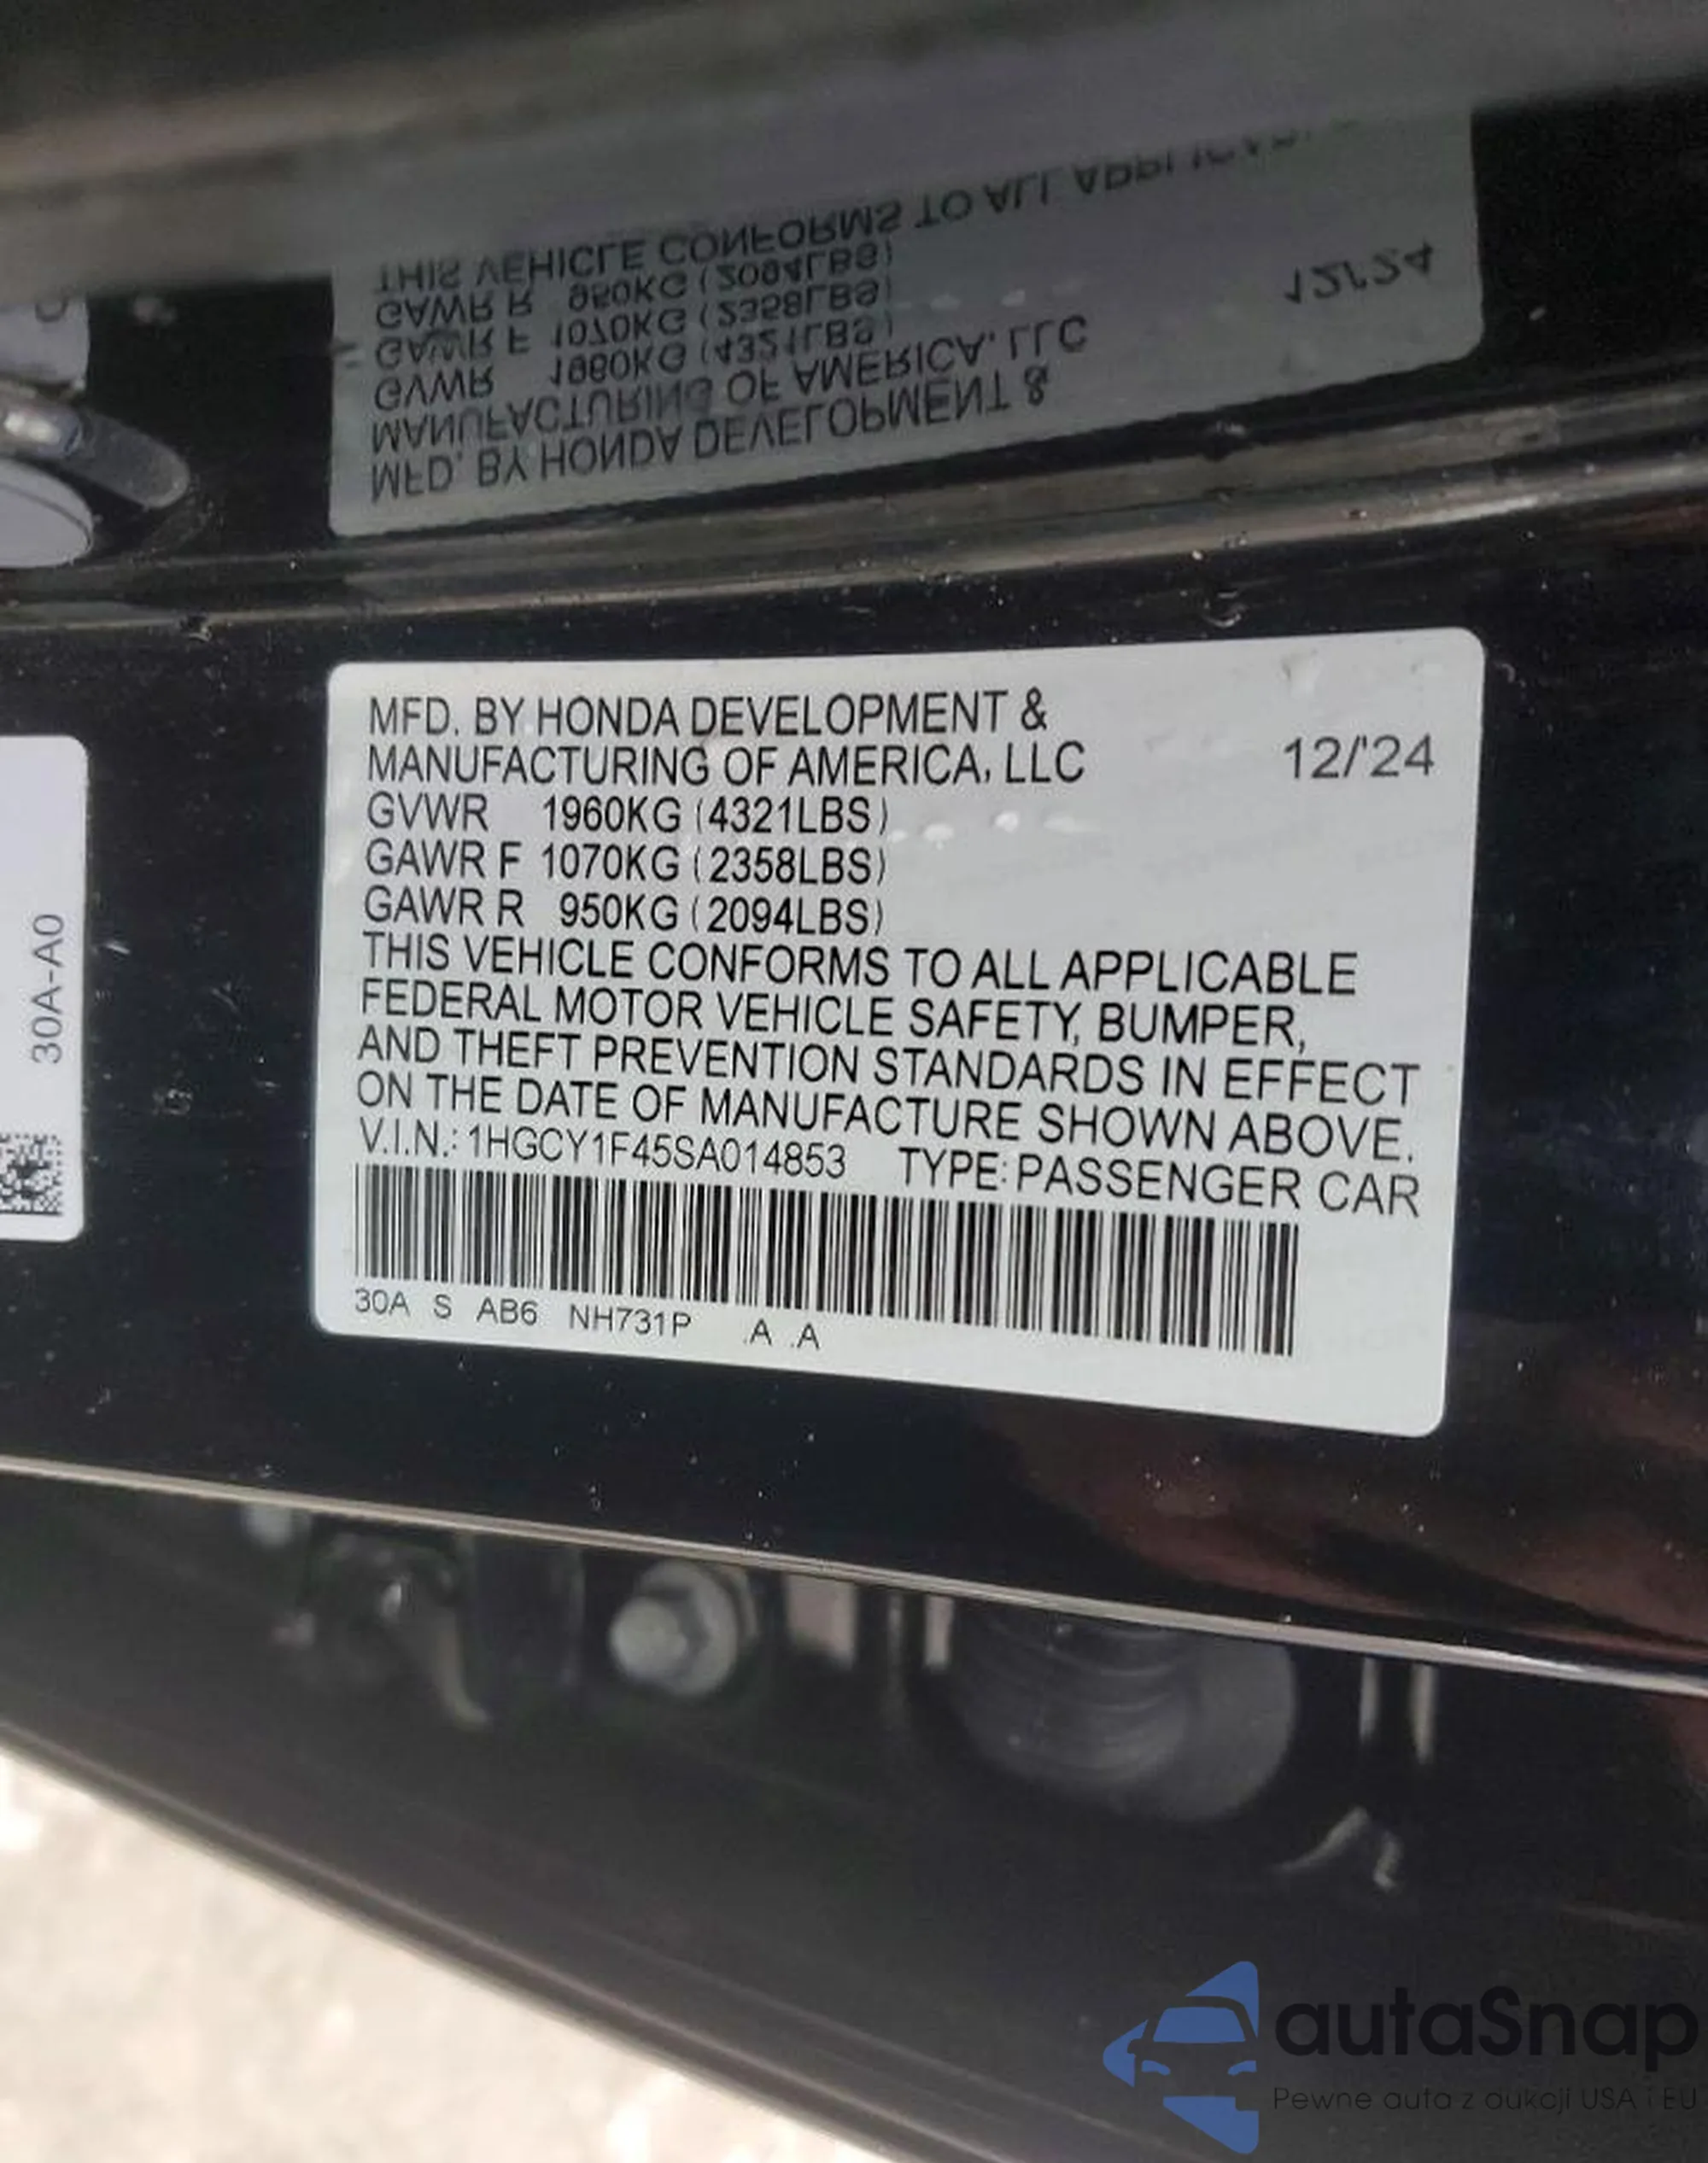 MFD. BY HONDA DEVELOPMENT &
MANUFACTURING OF AMERICA, LLC 12/'24
GVWR 1960KG (4321LBS)
GAWR F 1070KG (2358LBS)
GAWR R 950KG (2094LBS)
THIS VEHICLE CONFORMS TO ALL APPLICABLE
FEDERAL MOTOR VEHICLE SAFETY, BUMPER,
AND THEFT PREVENTION STANDARDS IN EFFECT
ON THE DATE OF MANUFACTURE SHOWN ABOVE.
V.I.N.: 1HGCY1F45SA014853 TYPE: PASSENGER CAR
30A S AB6 NH731P .A .A
30A-A0
autaSnap
Pewne auta z aukcji USA i EU